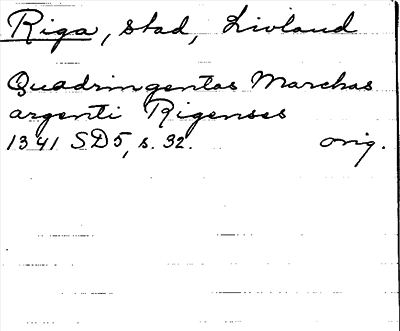 Riga, stad, Livland
Quadringentas Marchas
argenti Rigenses
1341 SD5, s. 32. orig.